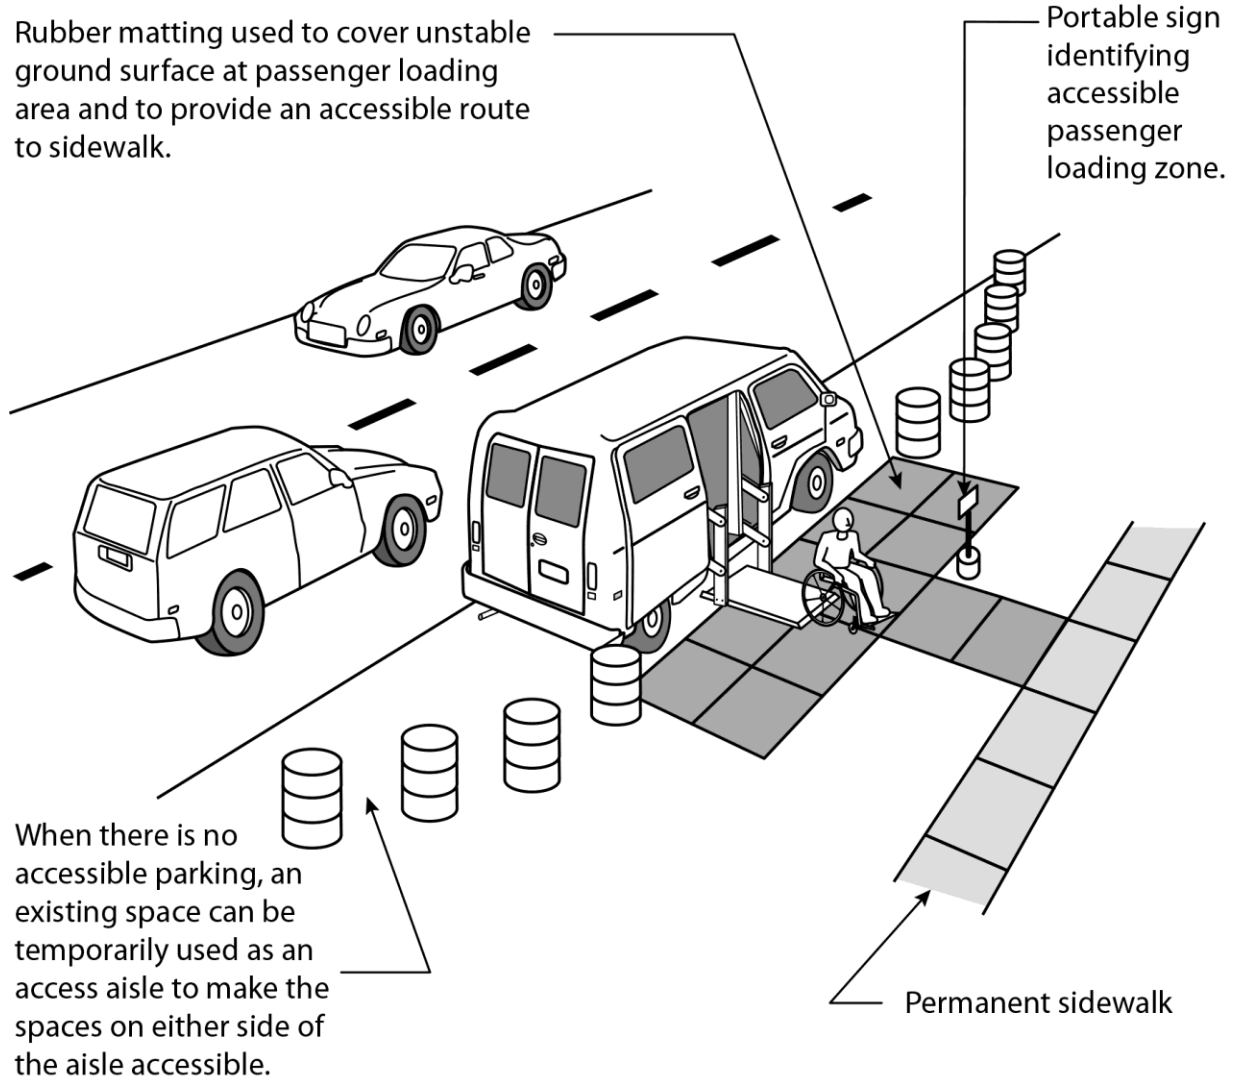 Rubber matting used to cover unstable
ground surface at passenger loading
area and to provide an accessible route
to sidewalk.
Portable sign
identifying
accessible
passenger
loading zone.
When there is no
accessible parking, an
existing space can be
temporarily used as an
access aisle to make the
spaces on either side of
the aisle accessible.
Permanent sidewalk